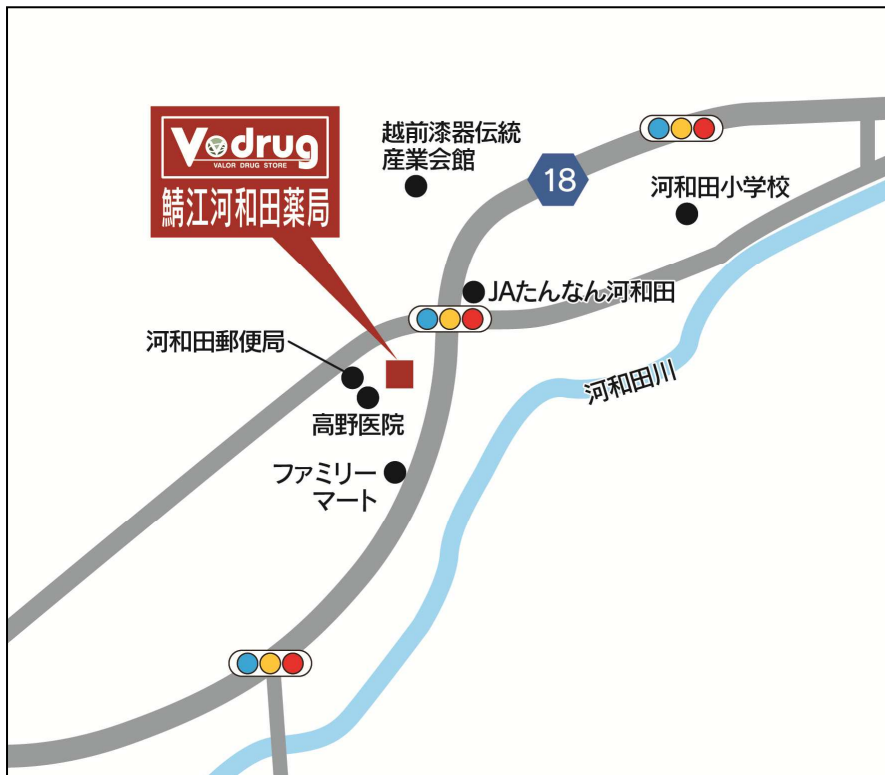 V drug
VALOR DRUG STORE
鯖江河和田薬局
越前漆器伝統
産業会館
18
河和田小学校
JAたんなん河和田
河和田郵便局
高野医院
河和田川
ファミリー
マート